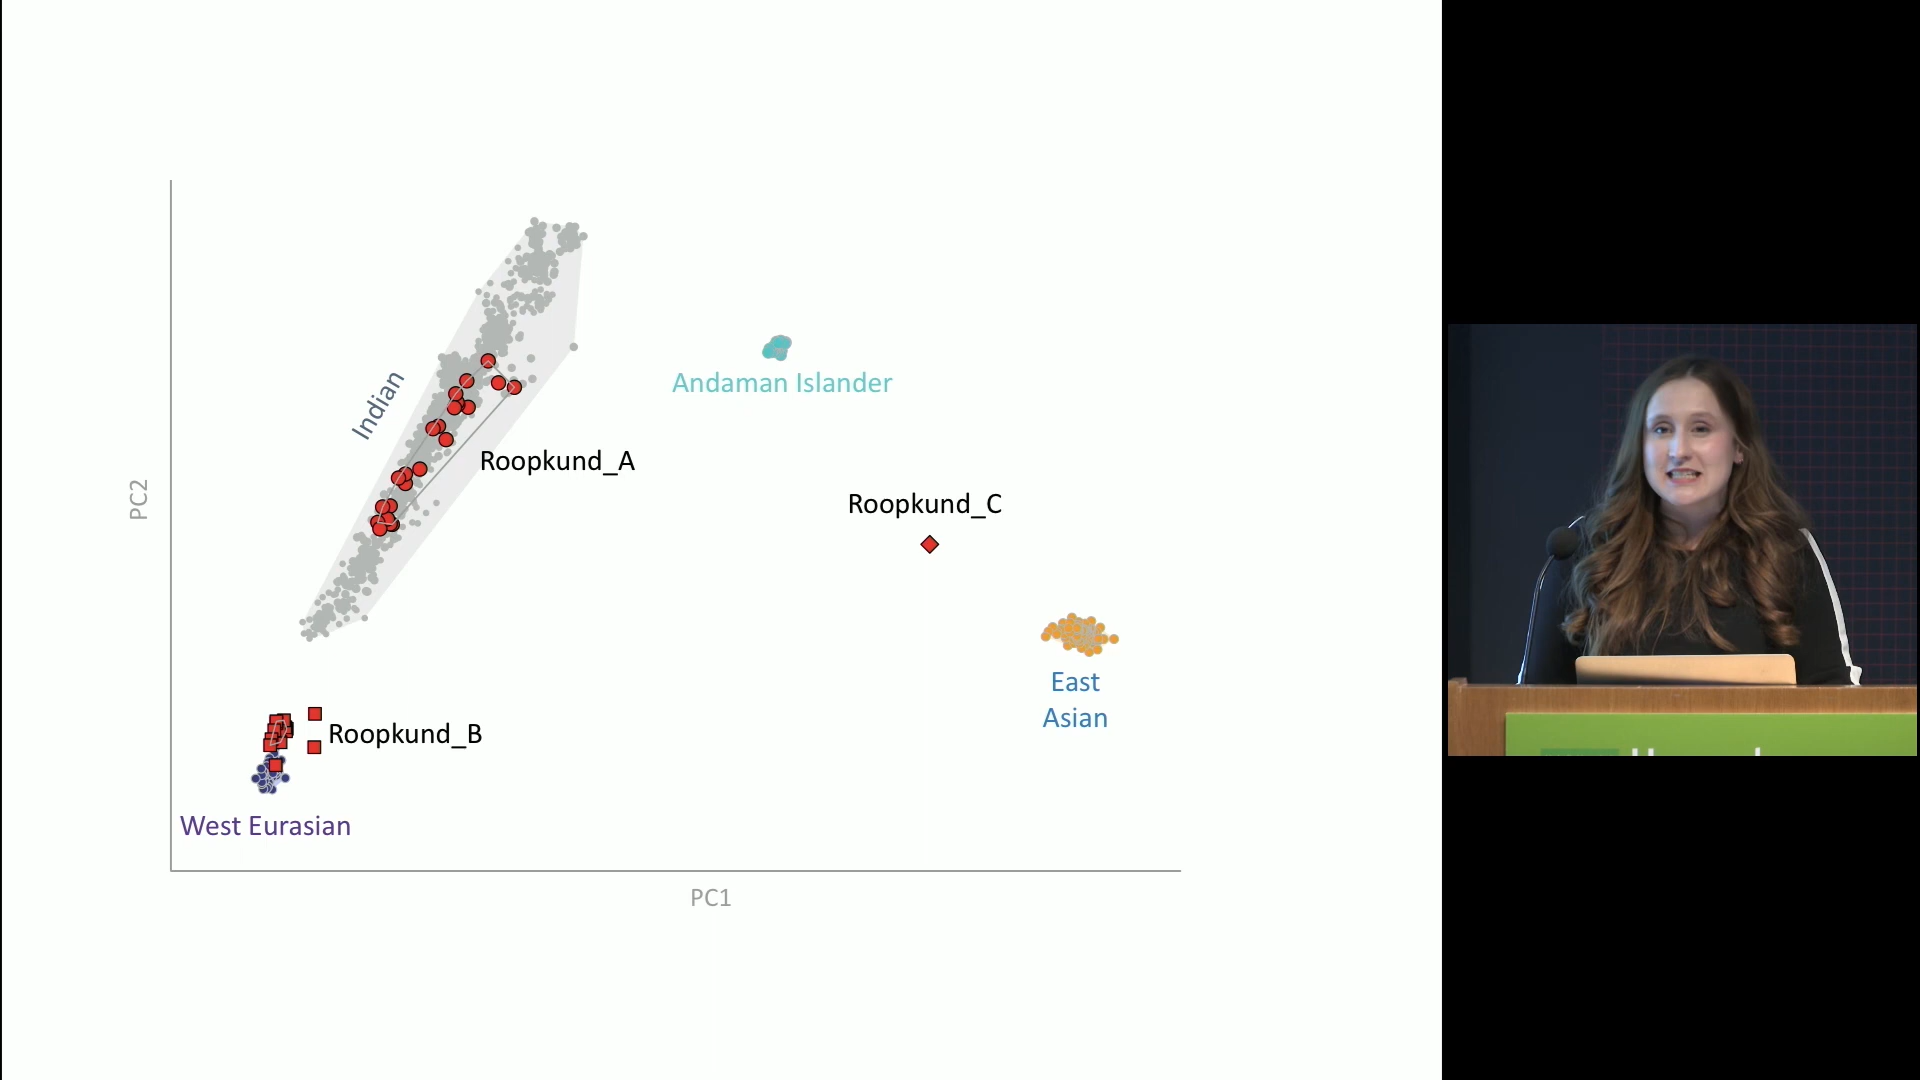 Indian
Andaman Islander
Roopkund_A
Roopkund_C
PC2
East
Asian
Roopkund_B
West Eurasian
PC1